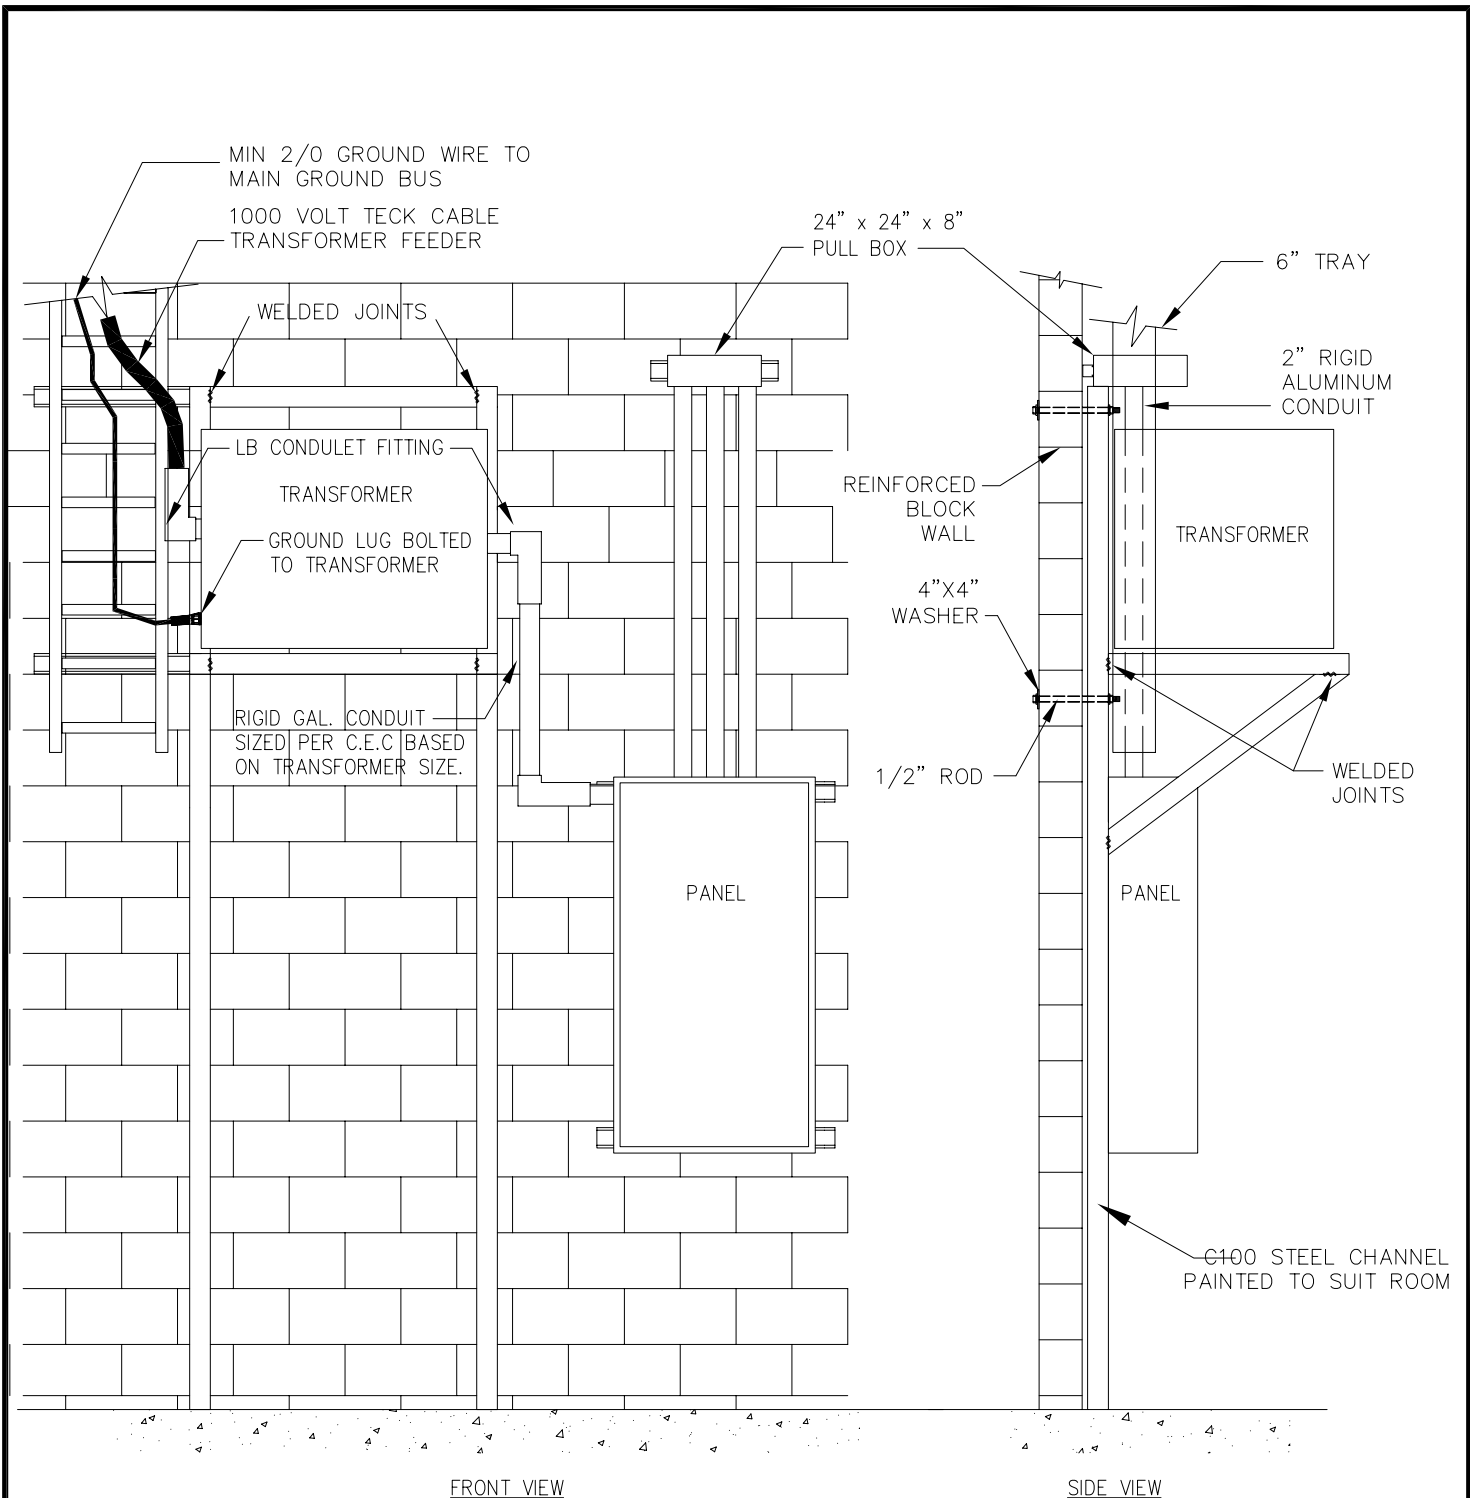 MIN 2/0 GROUND WIRE TO
MAIN GROUND BUS
1000 VOLT TECK CABLE
TRANSFORMER FEEDER
WELDED JOINTS
LB CONDULET FITTING
TRANSFORMER
GROUND LUG BOLTED
TO TRANSFORMER
RIGID GAL. CONDUIT
SIZED PER C.E.C BASED
ON TRANSFORMER SIZE.
PANEL
24” x 24” x 8”
PULL BOX
6” TRAY
2” RIGID
ALUMINUM
CONDUIT
REINFORCED
BLOCK
WALL
TRANSFORMER
4”X4”
WASHER
1/2” ROD
WELDED
JOINTS
PANEL
C100 STEEL CHANNEL
PAINTED TO SUIT ROOM
FRONT VIEW
SIDE VIEW